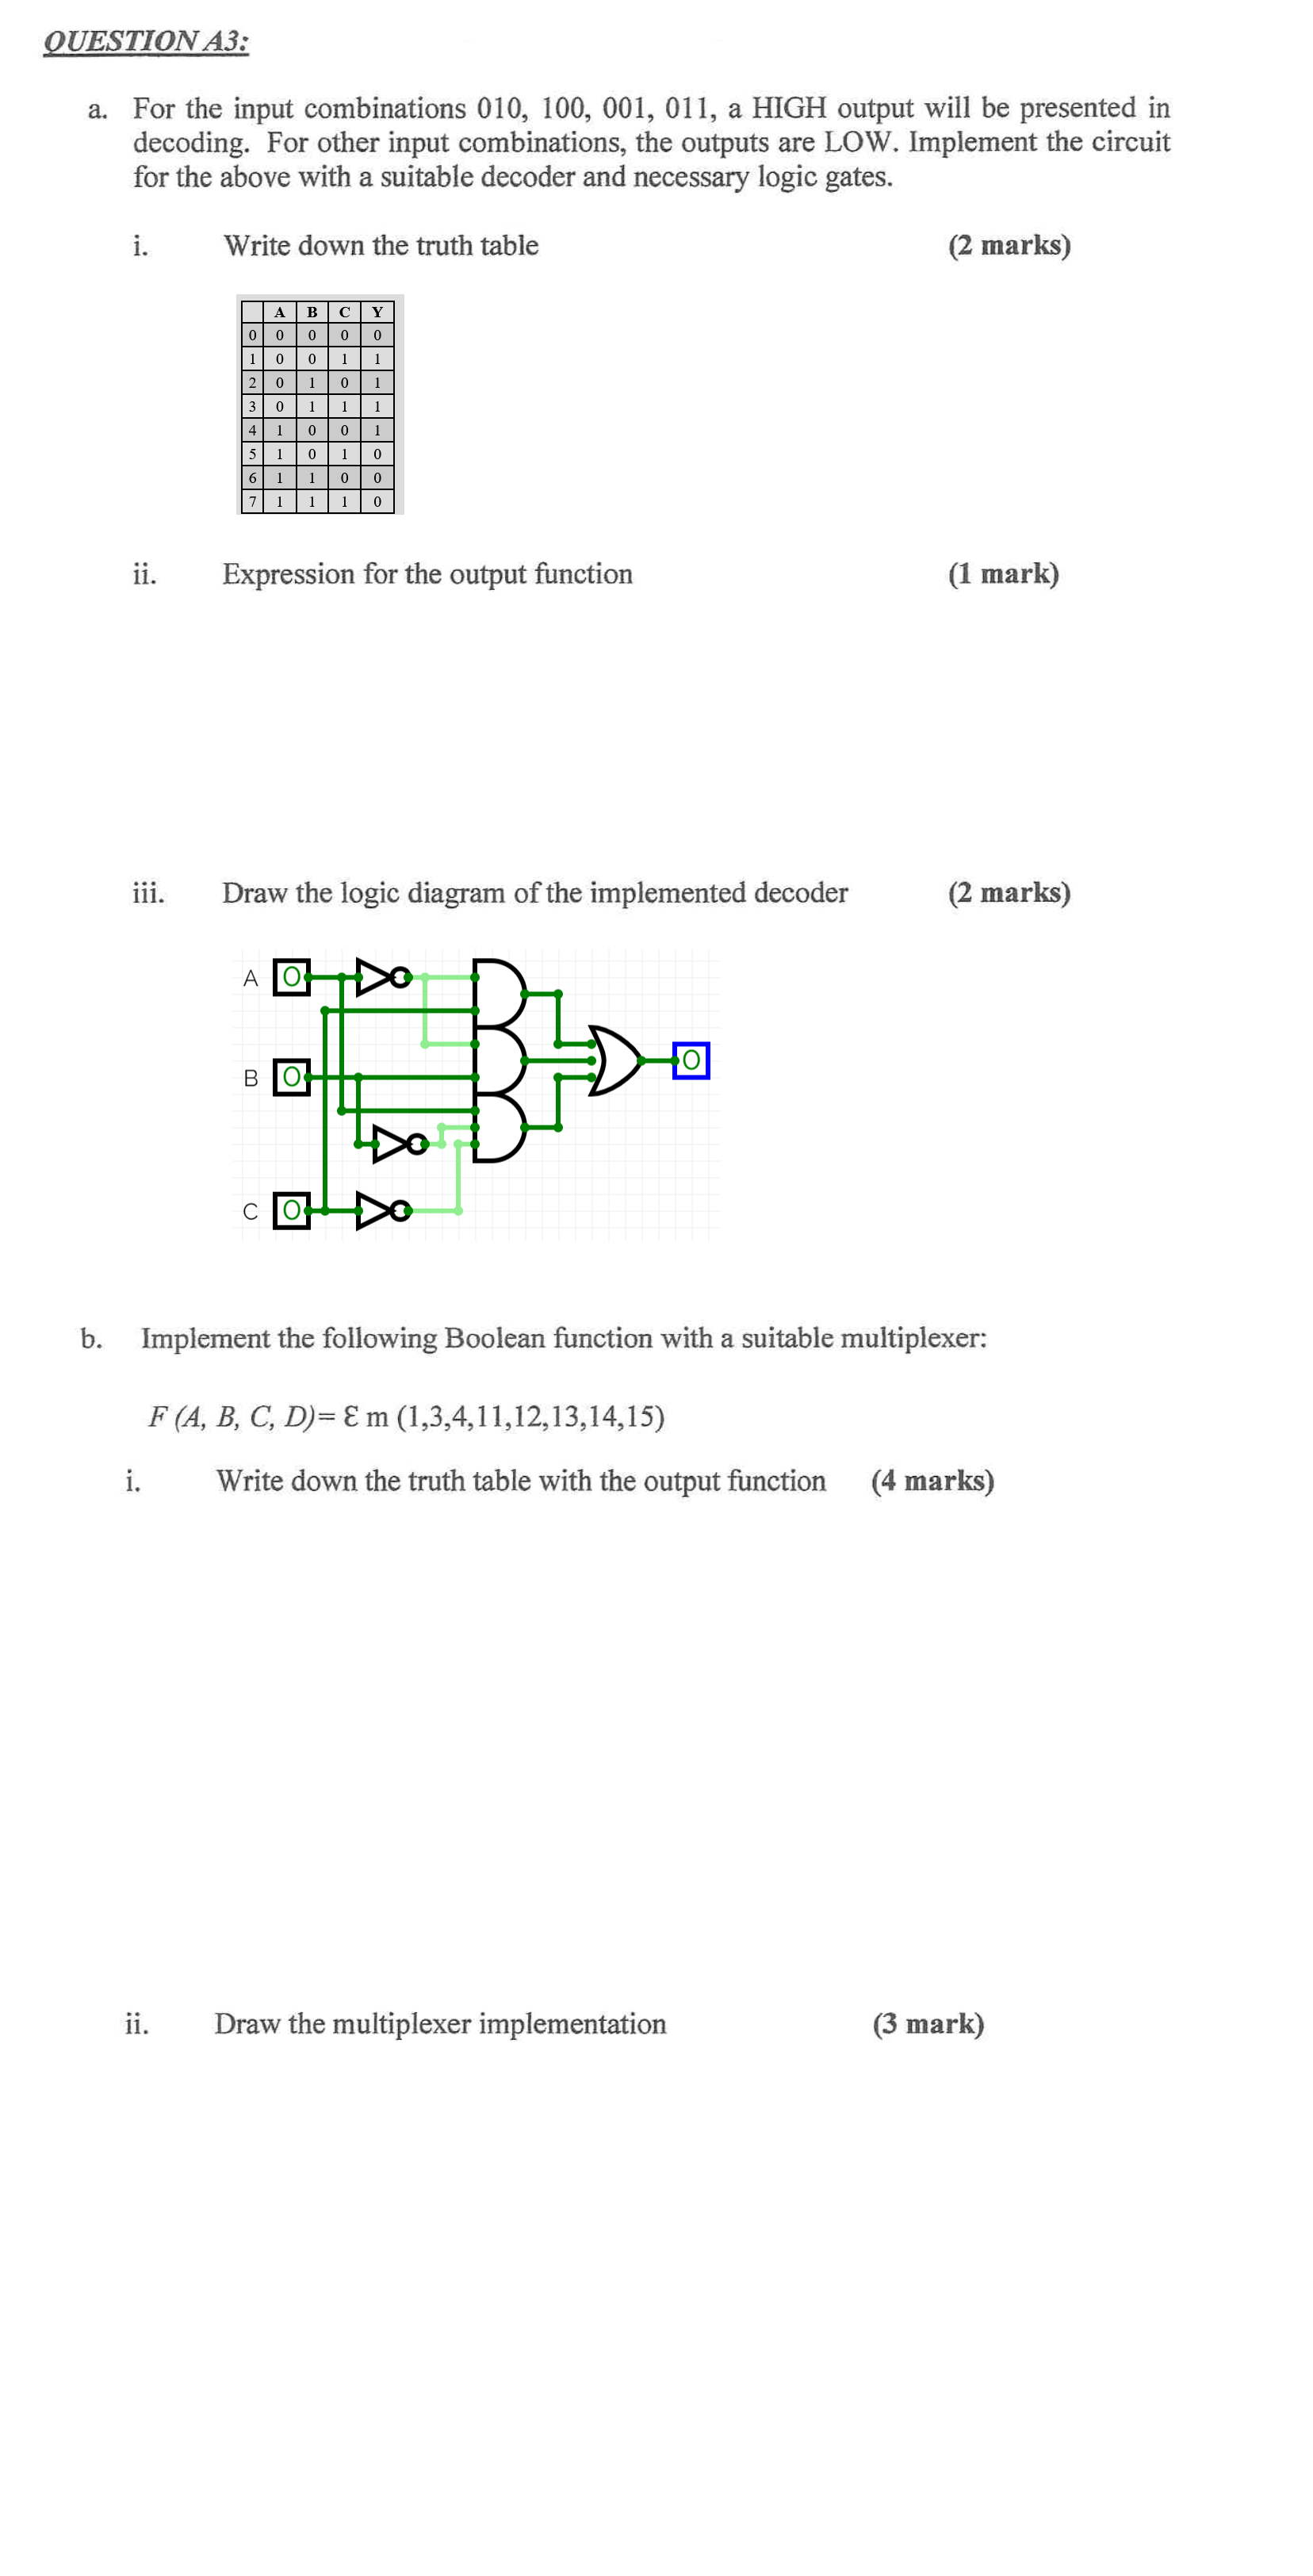 QUESTION A3:
a. For the input combinations 010, 100, 001, 011, a HIGH output will be presented in
decoding. For other input combinations, the outputs are LOW. Implement the circuit
for the above with a suitable decoder and necessary logic gates.
i. Write down the truth table (2 marks)
A B C Y
0 0 0 0 0
1 0 0 1 1
2 0 1 0 1
3 0 1 1 1
4 1 0 0 1
5 1 0 1 0
6 1 1 0 0
7 1 1 1 0
ii. Expression for the output function (1 mark)
iii. Draw the logic diagram of the implemented decoder (2 marks)
A 0
0
B 0
C 0
b. Implement the following Boolean function with a suitable multiplexer:
F (A, B, C, D)= Ɛ m (1,3,4,11,12,13,14,15)
i. Write down the truth table with the output function (4 marks)
ii. Draw the multiplexer implementation (3 mark)